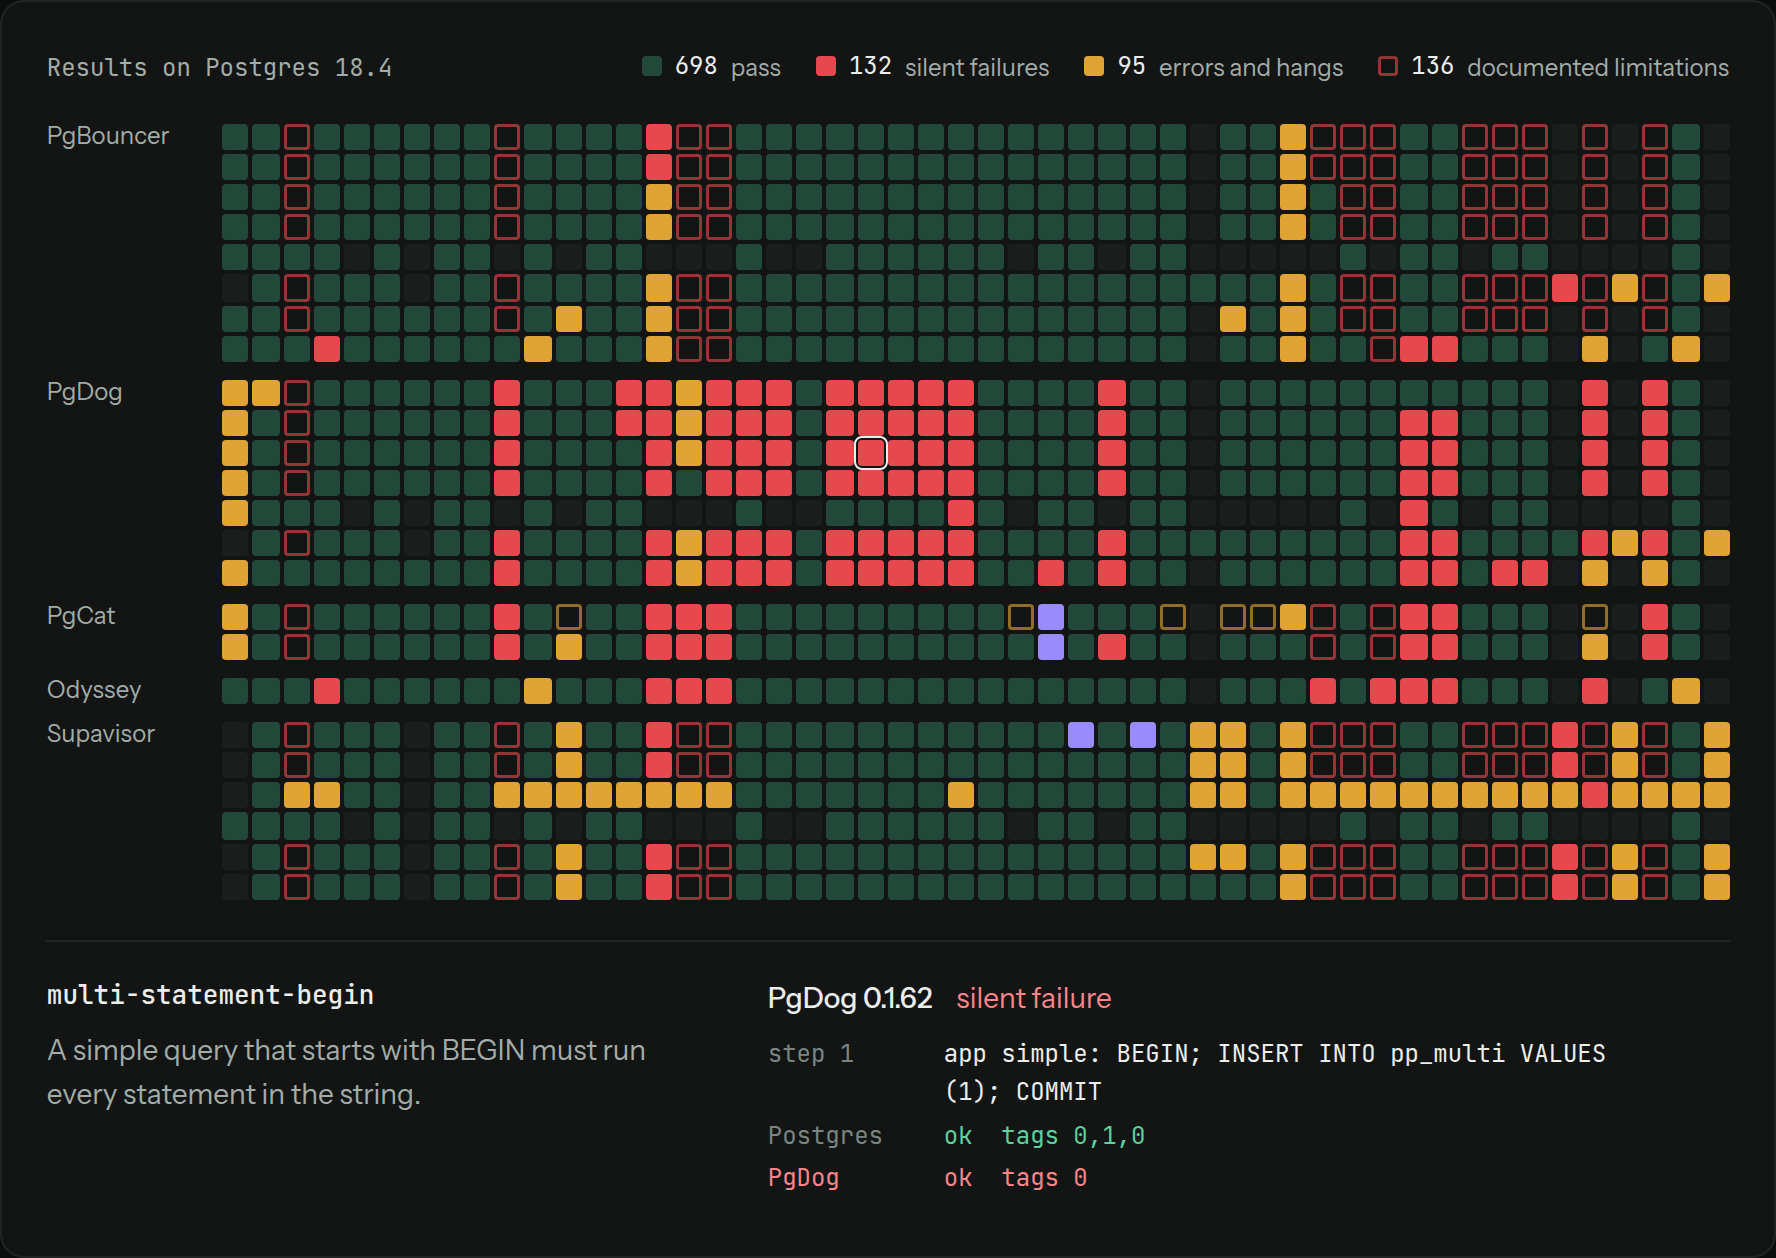 Results on Postgres 18.4
698 pass
132 silent failures
95 errors and hangs
136 documented limitations
PgBouncer
PgDog
PgCat
Odyssey
Supavisor
multi-statement-begin
A simple query that starts with BEGIN must run
every statement in the string.
PgDog 0.1.62 silent failure
step 1 app simple: BEGIN; INSERT INTO pp_multi VALUES
(1); COMMIT
Postgres ok tags 0,1,0
PgDog ok tags 0